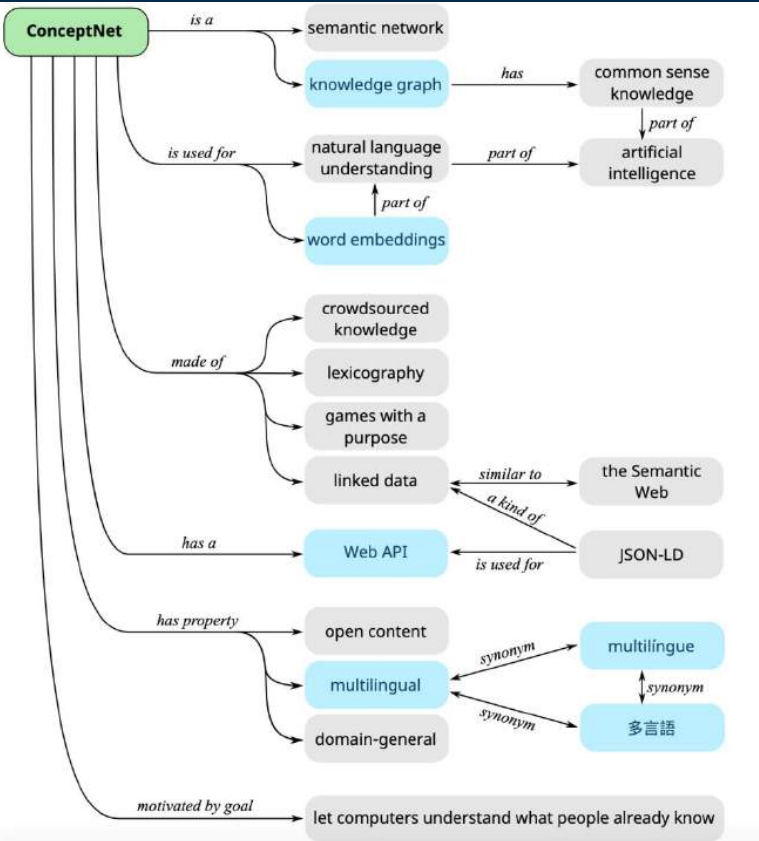 ConceptNet
is a
semantic network
knowledge graph
has
common sense
knowledge
part of
is used for
natural language
understanding
part of
artificial
intelligence
part of
word embeddings
made of
crowdsourced
knowledge
lexicography
games with a
purpose
linked data
similar to
the Semantic
Web
a kind of
has a
Web API
is used for
JSON-LD
has property
open content
multilingual
domain-general
synonym
multilíngue
synonym
synonym
多言語
motivated by goal
let computers understand what people already know